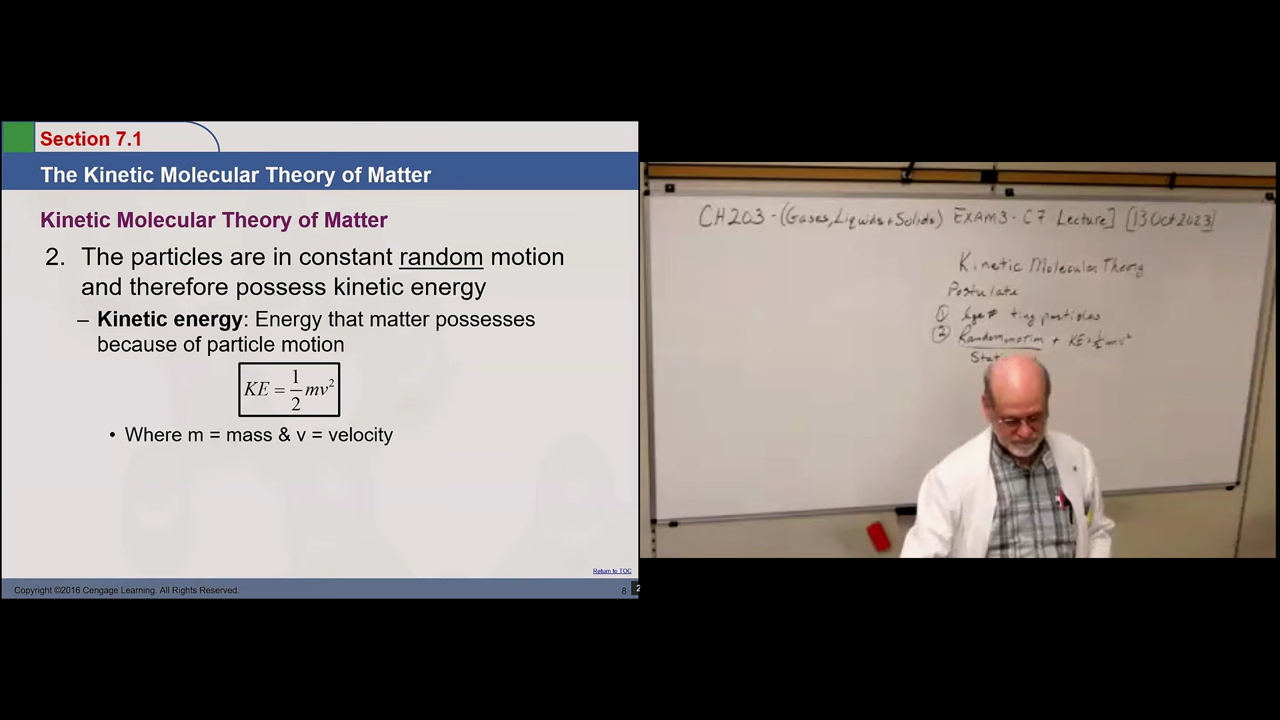 Section 7.1
The Kinetic Molecular Theory of Matter
Kinetic Molecular Theory of Matter
2. The particles are in constant random motion
and therefore possess kinetic energy
– Kinetic energy: Energy that matter possesses
because of particle motion
KE = 1/2 mv²
• Where m = mass & v = velocity
Return to TOC
Copyright ©2016 Cengage Learning. All Rights Reserved. 8 2
CH203 - (Gases, Liquids + Solids) EXAM3 - C7 Lecture] [13 Oct 2023]
Kinetic Molecular Theory
Postulate
① tiny particles
② Random motion + KE = ½mv²